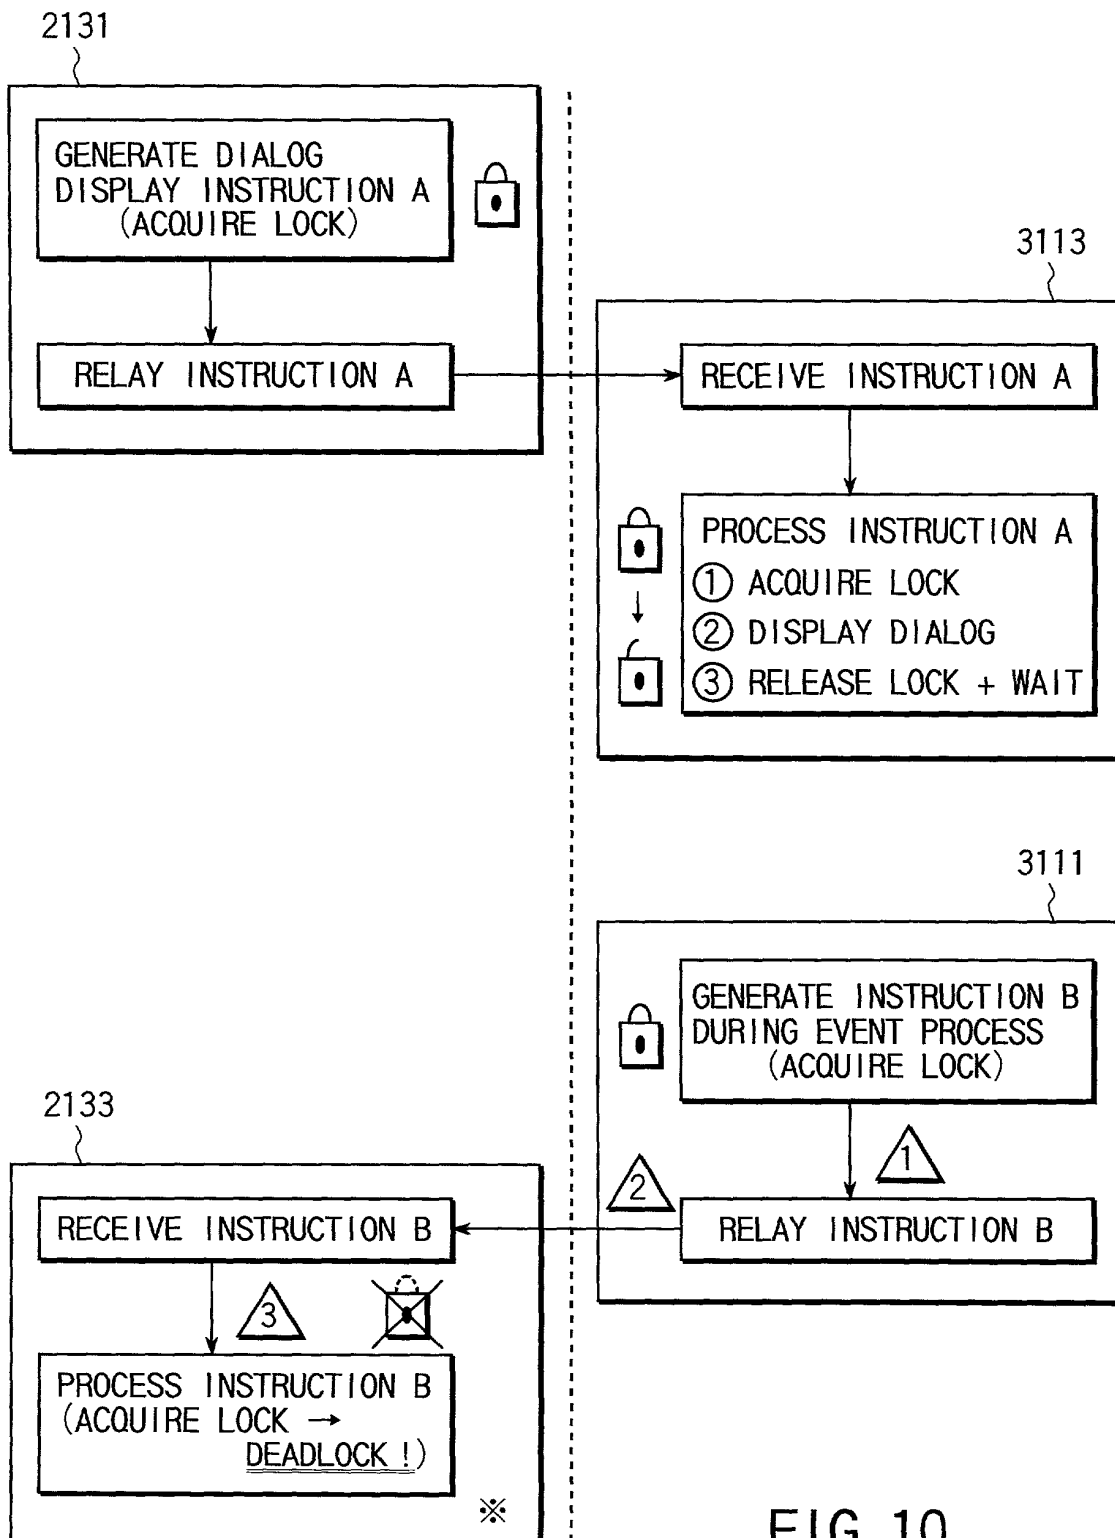 2131
GENERATE DIALOG
DISPLAY INSTRUCTION A
(ACQUIRE LOCK)
RELAY INSTRUCTION A
3113
RECEIVE INSTRUCTION A
PROCESS INSTRUCTION A
① ACQUIRE LOCK
② DISPLAY DIALOG
③ RELEASE LOCK + WAIT
3111
GENERATE INSTRUCTION B
DURING EVENT PROCESS
(ACQUIRE LOCK)
1
2
RELAY INSTRUCTION B
2133
RECEIVE INSTRUCTION B
3
PROCESS INSTRUCTION B
(ACQUIRE LOCK →
DEADLOCK !)
※
FIG. 10